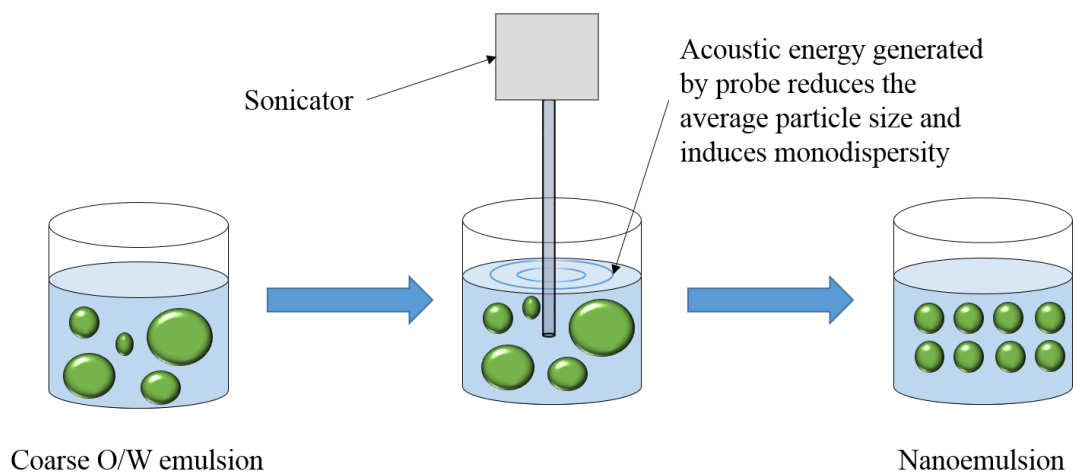 Sonicator
Acoustic energy generated
by probe reduces the
average particle size and
induces monodispersity
Coarse O/W emulsion
Nanoemulsion